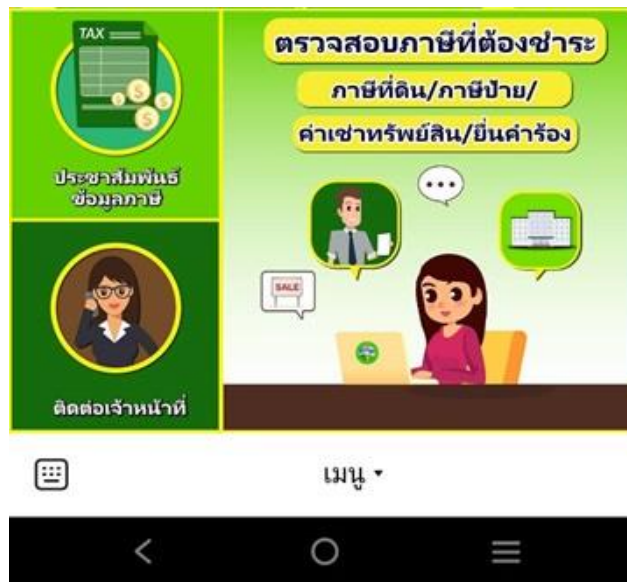 TAX
ประชาสัมพันธ์
ข้อมูลภาษี
ตรวจสอบภาษีที่ต้องชำระ
ภาษีที่ดิน/ภาษีป้าย/
ค่าเช่าทรัพย์สิน/ยื่นคำร้อง
SALE
ติดต่อเจ้าหน้าที่
เมนู